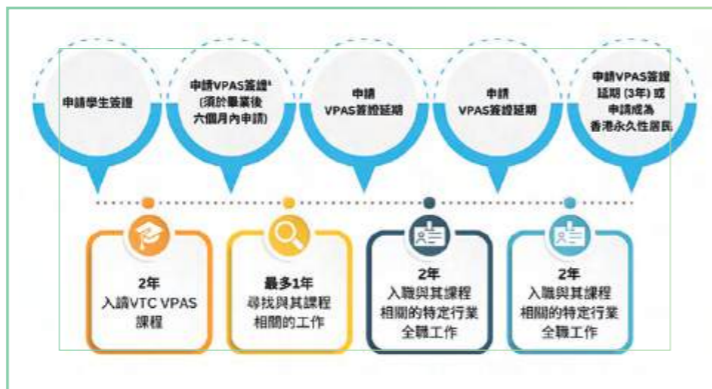 申請學生簽證
申請VPAS簽證¹
(須於畢業後
六個月內申請)
申請
VPAS簽證延期
申請
VPAS簽證延期
申請VPAS簽證
延期 (3年) 或
申請成為
香港永久性居民
2年
入讀VTC VPAS
課程
最多1年
尋找與其課程
相關的工作
2年
入職與其課程
相關的特定行業
全職工作
2年
入職與其課程
相關的特定行業
全職工作